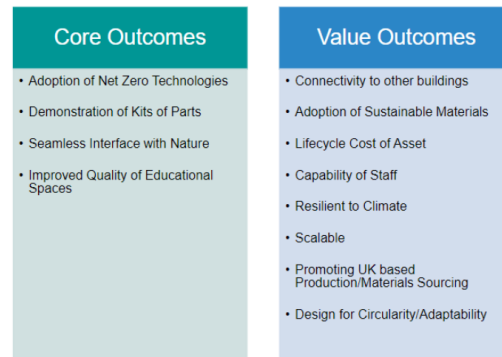 Core Outcomes
• Adoption of Net Zero Technologies
• Demonstration of Kits of Parts
• Seamless Interface with Nature
• Improved Quality of Educational
Spaces
Value Outcomes
• Connectivity to other buildings
• Adoption of Sustainable Materials
• Lifecycle Cost of Asset
• Capability of Staff
• Resilient to Climate
• Scalable
• Promoting UK based
Production/Materials Sourcing
• Design for Circularity/Adaptability